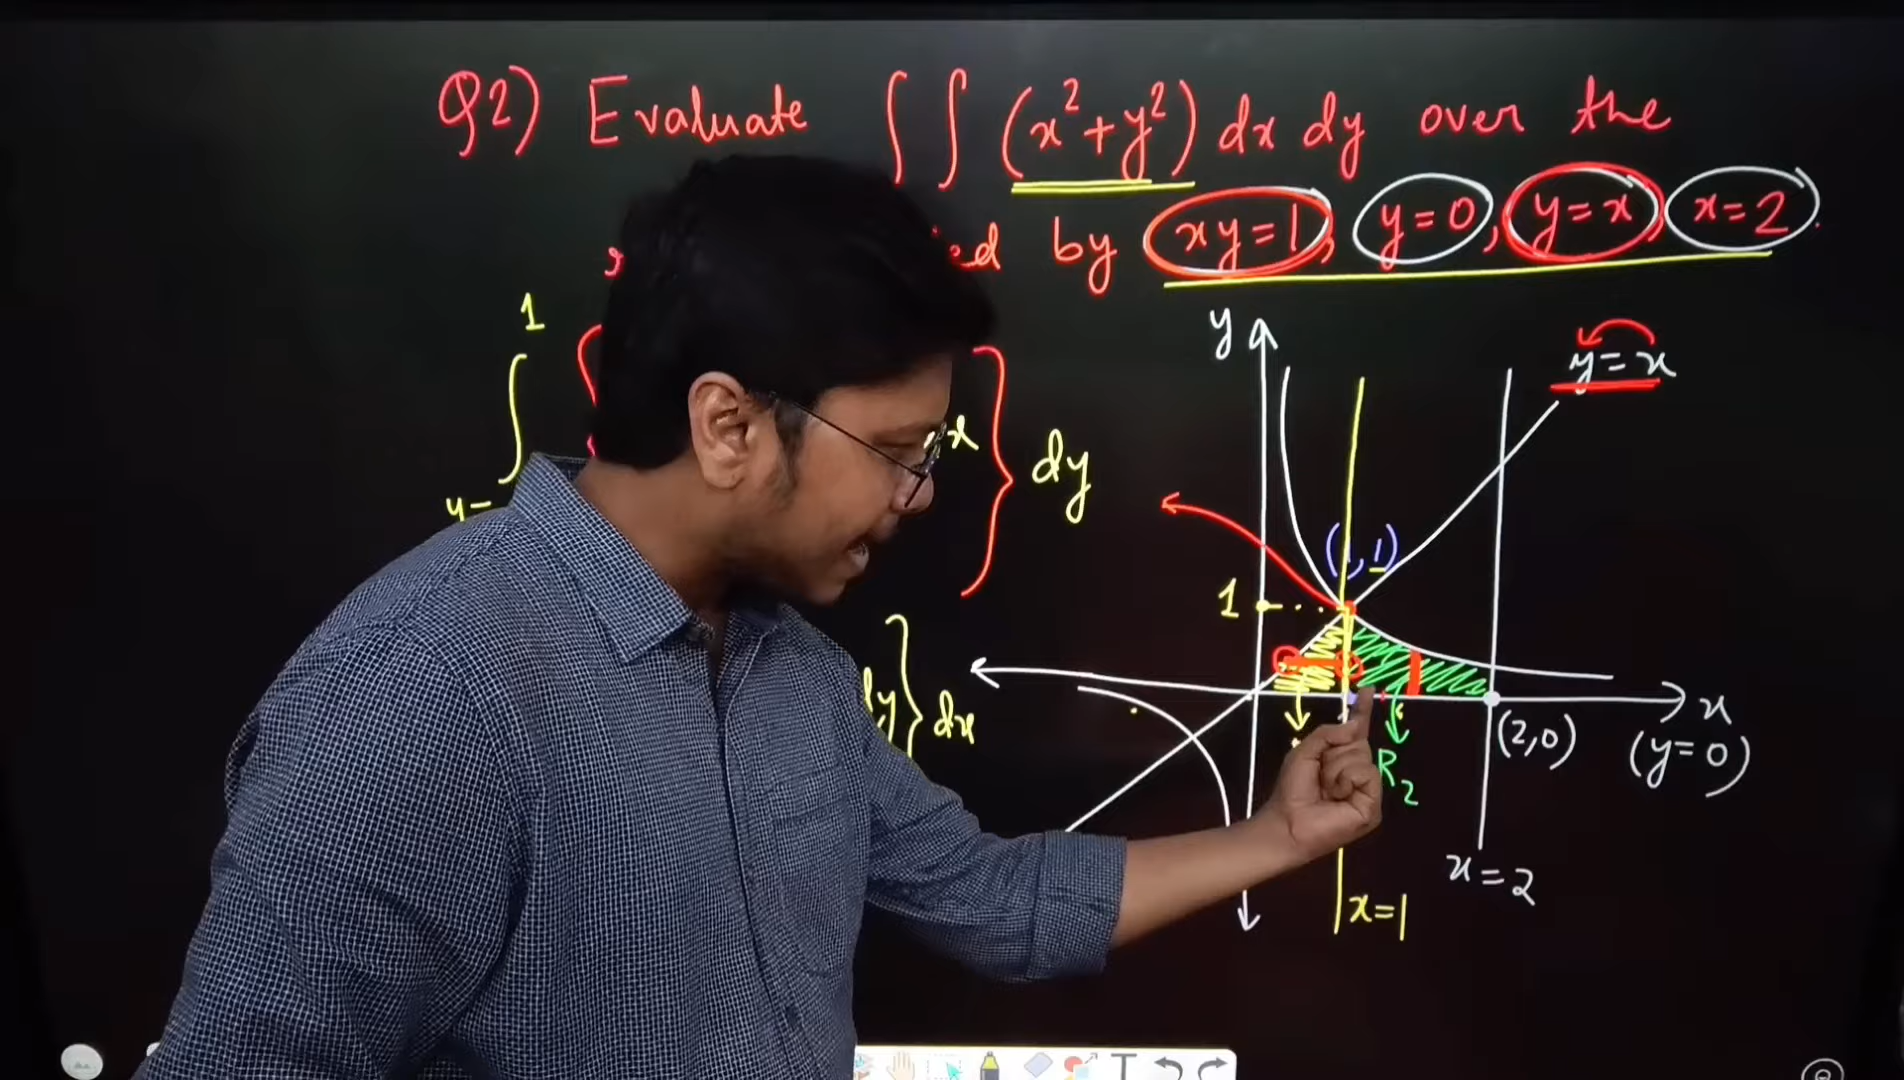 Q2) Evaluate ∫∫ (x²+y²) dx dy over the
by xy=1, y=0, y=x, x=2.
1
∫ { x } dy
y=
dy } dx
y
y=x
(1,1)
1
x
(y=0)
(2,0)
R₂
x=2
x=1
T